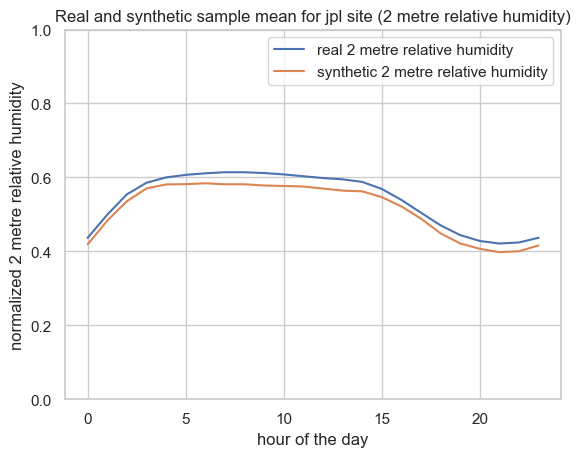 Real and synthetic sample mean for jpl site (2 metre relative humidity)
real 2 metre relative humidity
synthetic 2 metre relative humidity
normalized 2 metre relative humidity
1.0
0.8
0.6
0.4
0.2
0.0
0 5 10 15 20
hour of the day